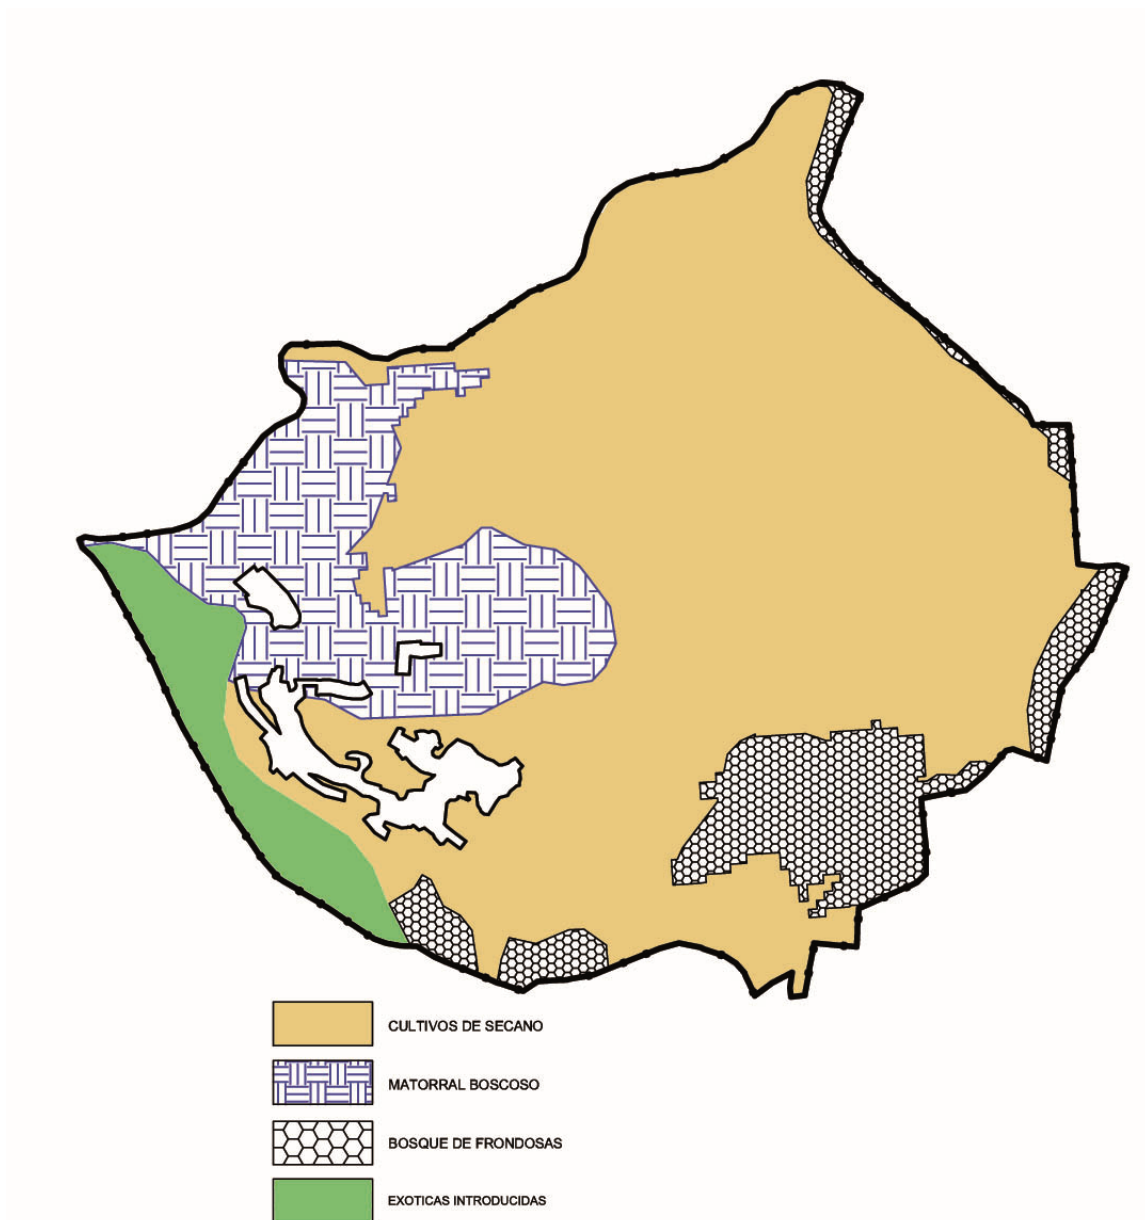 CULTIVOS DE SECANO
MATORRAL BOSCOSO
BOSQUE DE FRONDOSAS
EXOTICAS INTRODUCIDAS